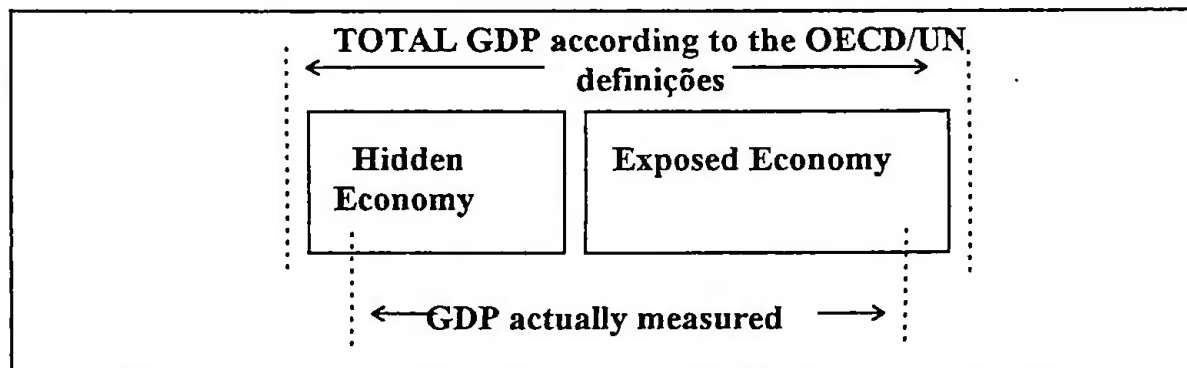 TOTAL GDP according to the OECD/UN
definições
Hidden
Economy
Exposed Economy
GDP actually measured